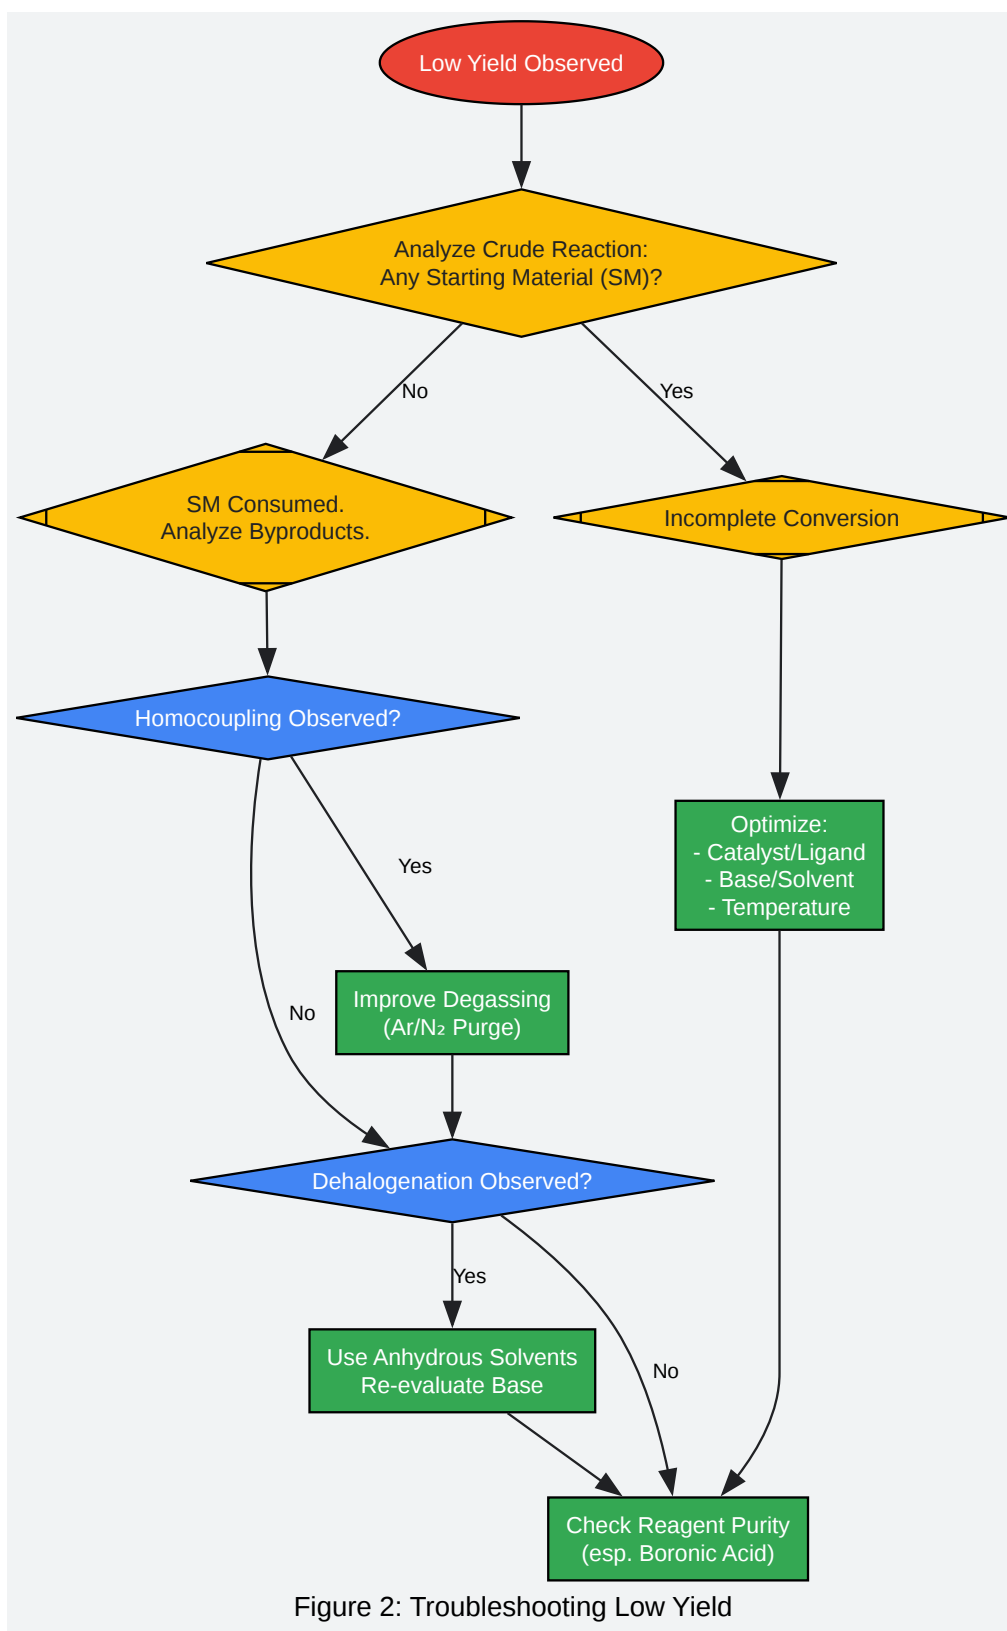 Low Yield Observed
Analyze Crude Reaction:
Any Starting Material (SM)?
No
Yes
SM Consumed.
Analyze Byproducts.
Incomplete Conversion
Homocoupling Observed?
Optimize:
- Catalyst/Ligand
- Base/Solvent
- Temperature
Yes
No
Improve Degassing
(Ar/N₂ Purge)
Dehalogenation Observed?
Yes
Use Anhydrous Solvents
Re-evaluate Base
No
Check Reagent Purity
(esp. Boronic Acid)
Figure 2: Troubleshooting Low Yield